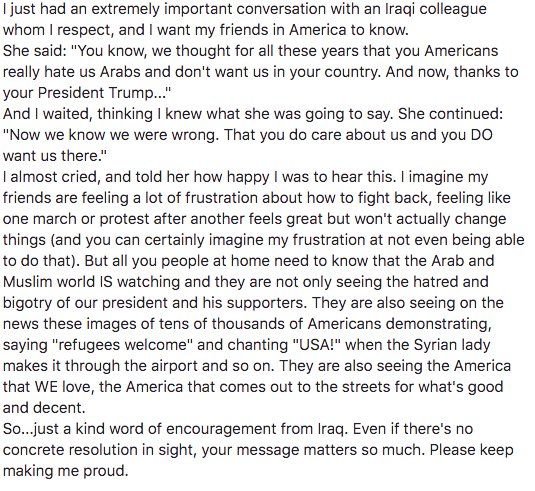 I just had an extremely important conversation with an Iraqi colleague
whom I respect, and I want my friends in America to know.
She said: "You know, we thought for all these years that you Americans
really hate us Arabs and don't want us in your country. And now, thanks to
your President Trump..."
And I waited, thinking I knew what she was going to say. She continued:
"Now we know we were wrong. That you do care about us and you DO
want us there."
I almost cried, and told her how happy I was to hear this. I imagine my
friends are feeling a lot of frustration about how to fight back, feeling like
one march or protest after another feels great but won't actually change
things (and you can certainly imagine my frustration at not even being able
to do that). But all you people at home need to know that the Arab and
Muslim world IS watching and they are not only seeing the hatred and
bigotry of our president and his supporters. They are also seeing on the
news these images of tens of thousands of Americans demonstrating,
saying "refugees welcome" and chanting "USA!" when the Syrian lady
makes it through the airport and so on. They are also seeing the America
that WE love, the America that comes out to the streets for what's good
and decent.
So...just a kind word of encouragement from Iraq. Even if there's no
concrete resolution in sight, your message matters so much. Please keep
making me proud.